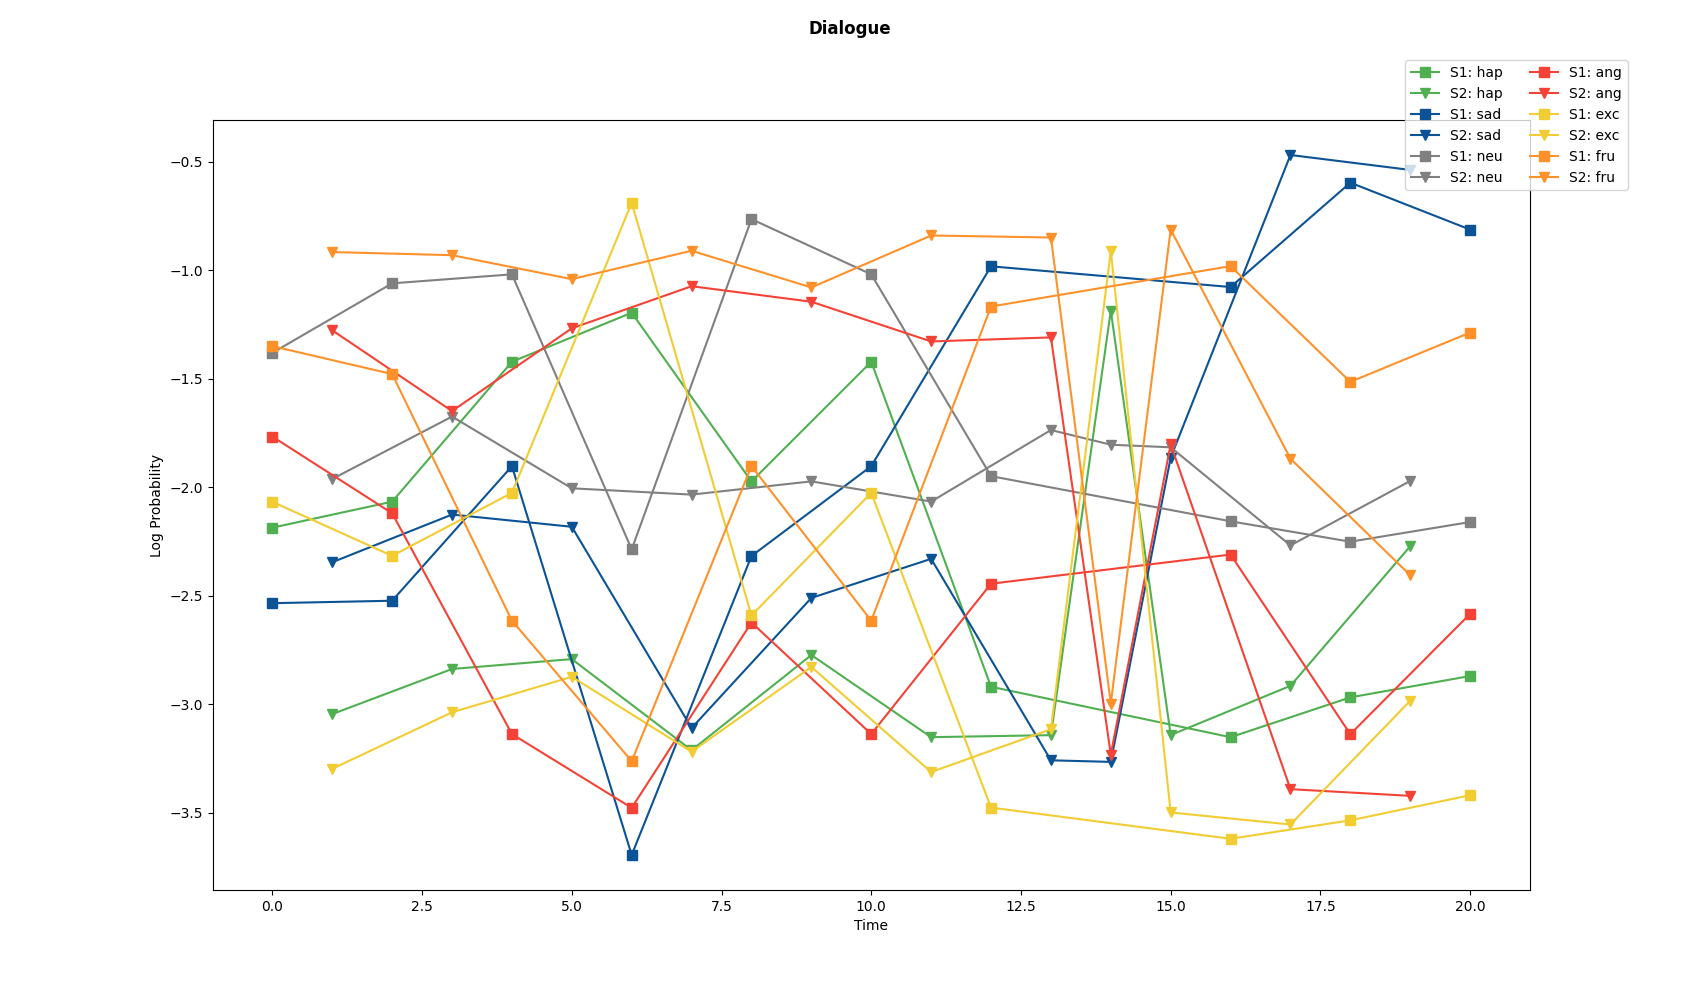 Dialogue
S1: hap
S2: hap
S1: sad
S2: sad
S1: neu
S2: neu
S1: ang
S2: ang
S1: exc
S2: exc
S1: fru
S2: fru
Log Probability
−0.5
−1.0
−1.5
−2.0
−2.5
−3.0
−3.5
0.0 2.5 5.0 7.5 10.0 12.5 15.0 17.5 20.0
Time